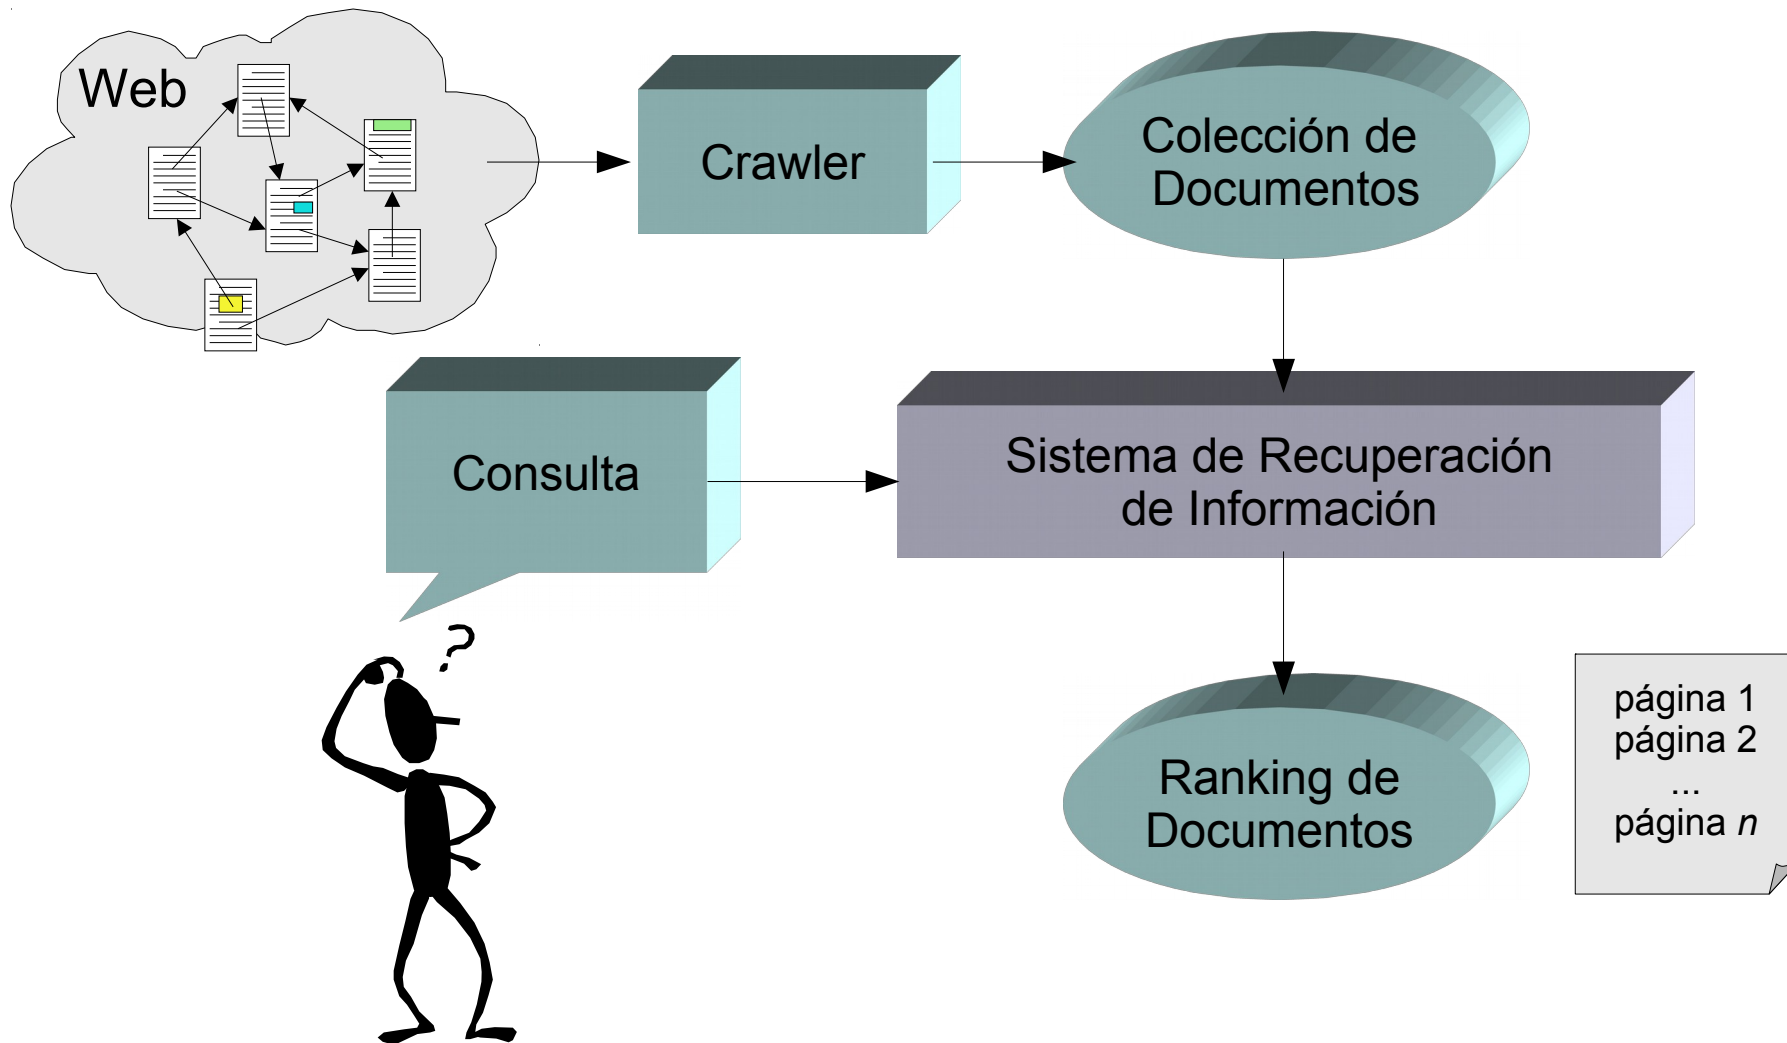 Web
Crawler
Colección de
Documentos
Consulta
?
Sistema de Recuperación
de Información
Ranking de
Documentos
página 1
página 2
...
página n